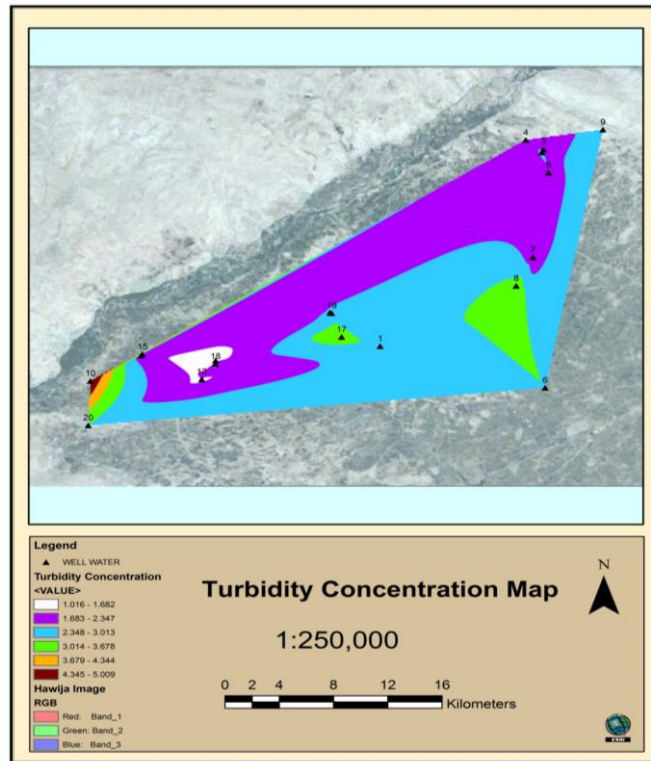 9
4
5
7
8
19
17
1
15
18
12
10
6
20
Legend
WELL WATER
Turbidity Concentration
<VALUE>
1.016 - 1.682
1.683 - 2.347
2.348 - 3.013
3.014 - 3.678
3.679 - 4.344
4.345 - 5.009
Hawija Image
RGB
Red: Band_1
Green: Band_2
Blue: Band_3
Turbidity Concentration Map
1:250,000
0 2 4 8 12 16
Kilometers
N
esri